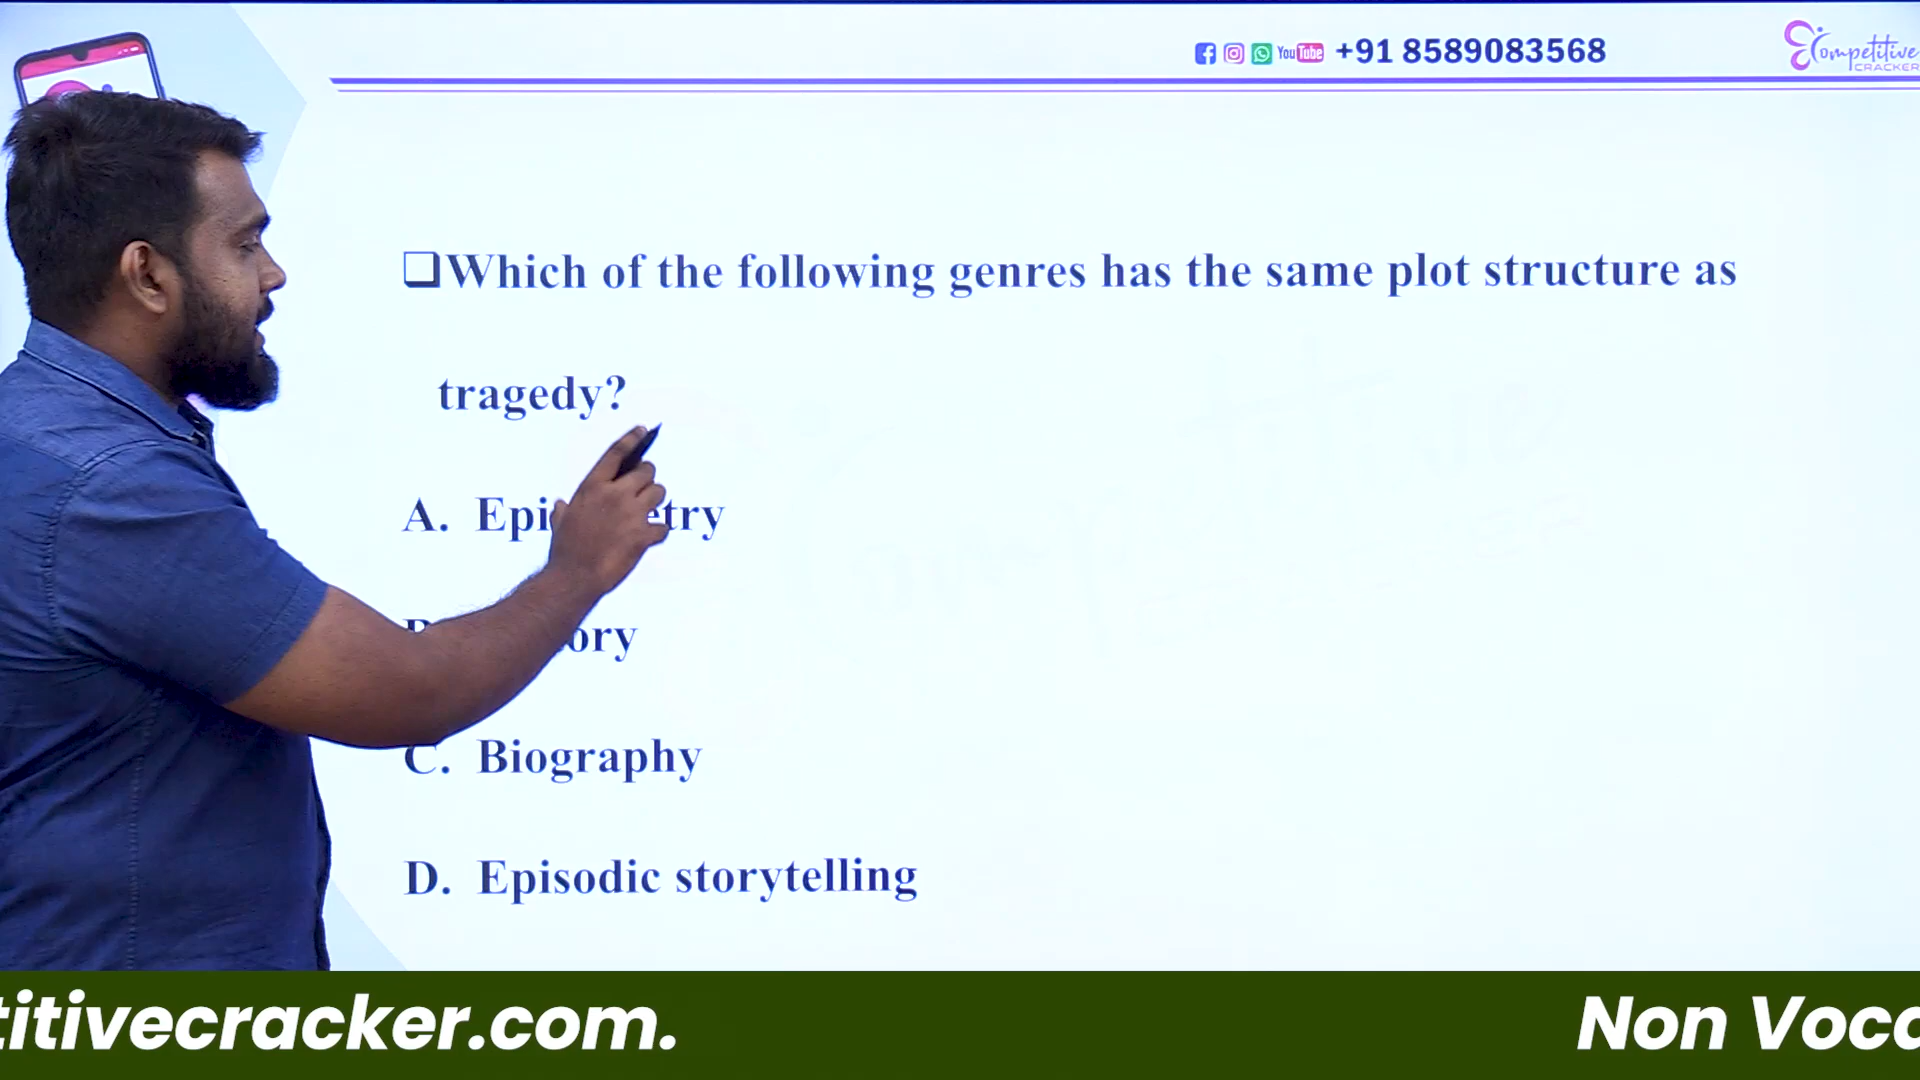 YouTube +91 8589083568
Competitive
CRACKER
Which of the following genres has the same plot structure as
tragedy?
A. Epi etry
ory
C. Biography
D. Episodic storytelling
titivecracker.com.
Non Voca